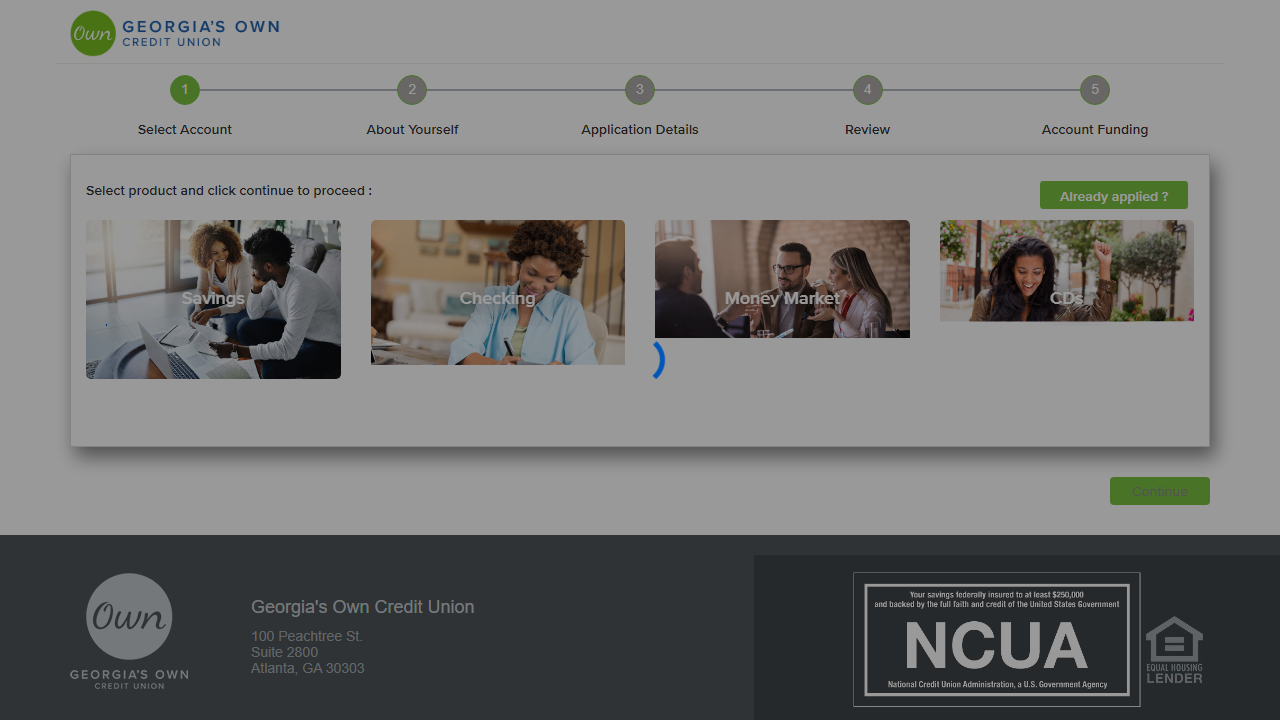 Own GEORGIA'S OWN
CREDIT UNION
1 2 3 4 5
Select Account About Yourself Application Details Review Account Funding
Select product and click continue to proceed :
Already applied ?
Savings Checking Money Market CDs
Continue
Own
GEORGIA'S OWN
CREDIT UNION
Georgia's Own Credit Union
100 Peachtree St.
Suite 2800
Atlanta, GA 30303
Your savings federally insured to at least $250,000
and backed by the full faith and credit of the United States Government
NCUA
National Credit Union Administration, a U.S. Government Agency
EQUAL HOUSING
LENDER